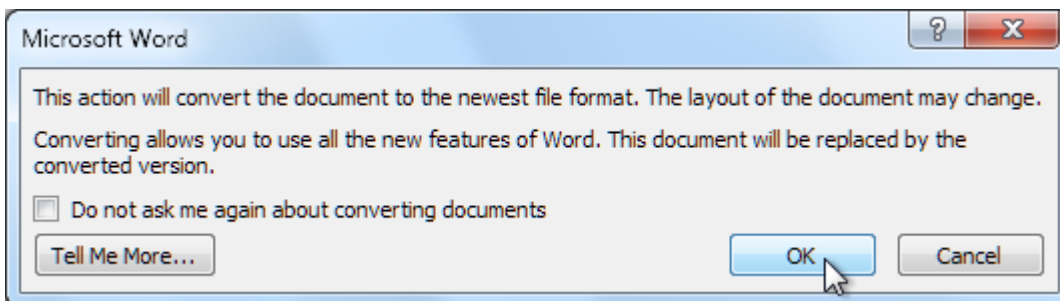 Microsoft Word
?
X
This action will convert the document to the newest file format. The layout of the document may change.
Converting allows you to use all the new features of Word. This document will be replaced by the
converted version.
Do not ask me again about converting documents
Tell Me More...
OK
Cancel